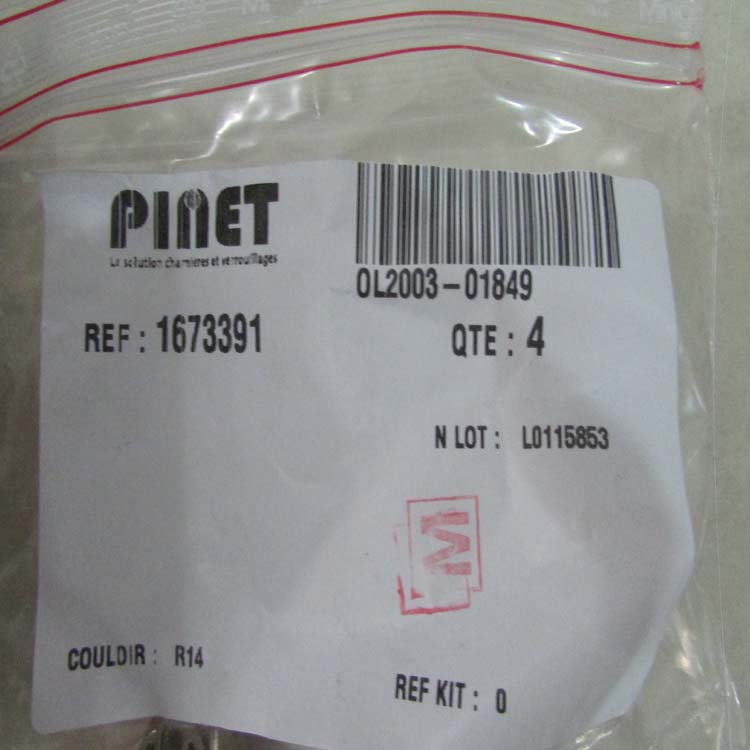 PINET
La solution charnières et verrouillages
OL2003-01849
REF : 1673391
QTE : 4
N LOT : L0115853
M
COULDIR : R14
REF KIT : 0